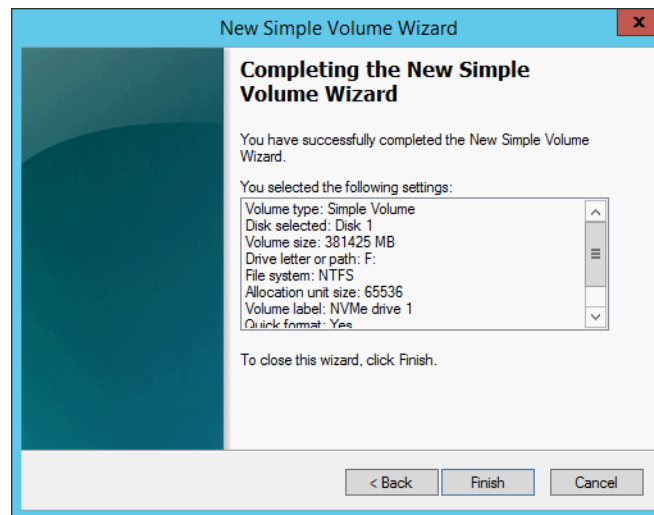 New Simple Volume Wizard
x
Completing the New Simple
Volume Wizard
You have successfully completed the New Simple Volume
Wizard.
You selected the following settings:
Volume type: Simple Volume
Disk selected: Disk 1
Volume size: 381425 MB
Drive letter or path: F:
File system: NTFS
Allocation unit size: 65536
Volume label: NVMe drive 1
Quick format: Yes
To close this wizard, click Finish.
< Back
Finish
Cancel